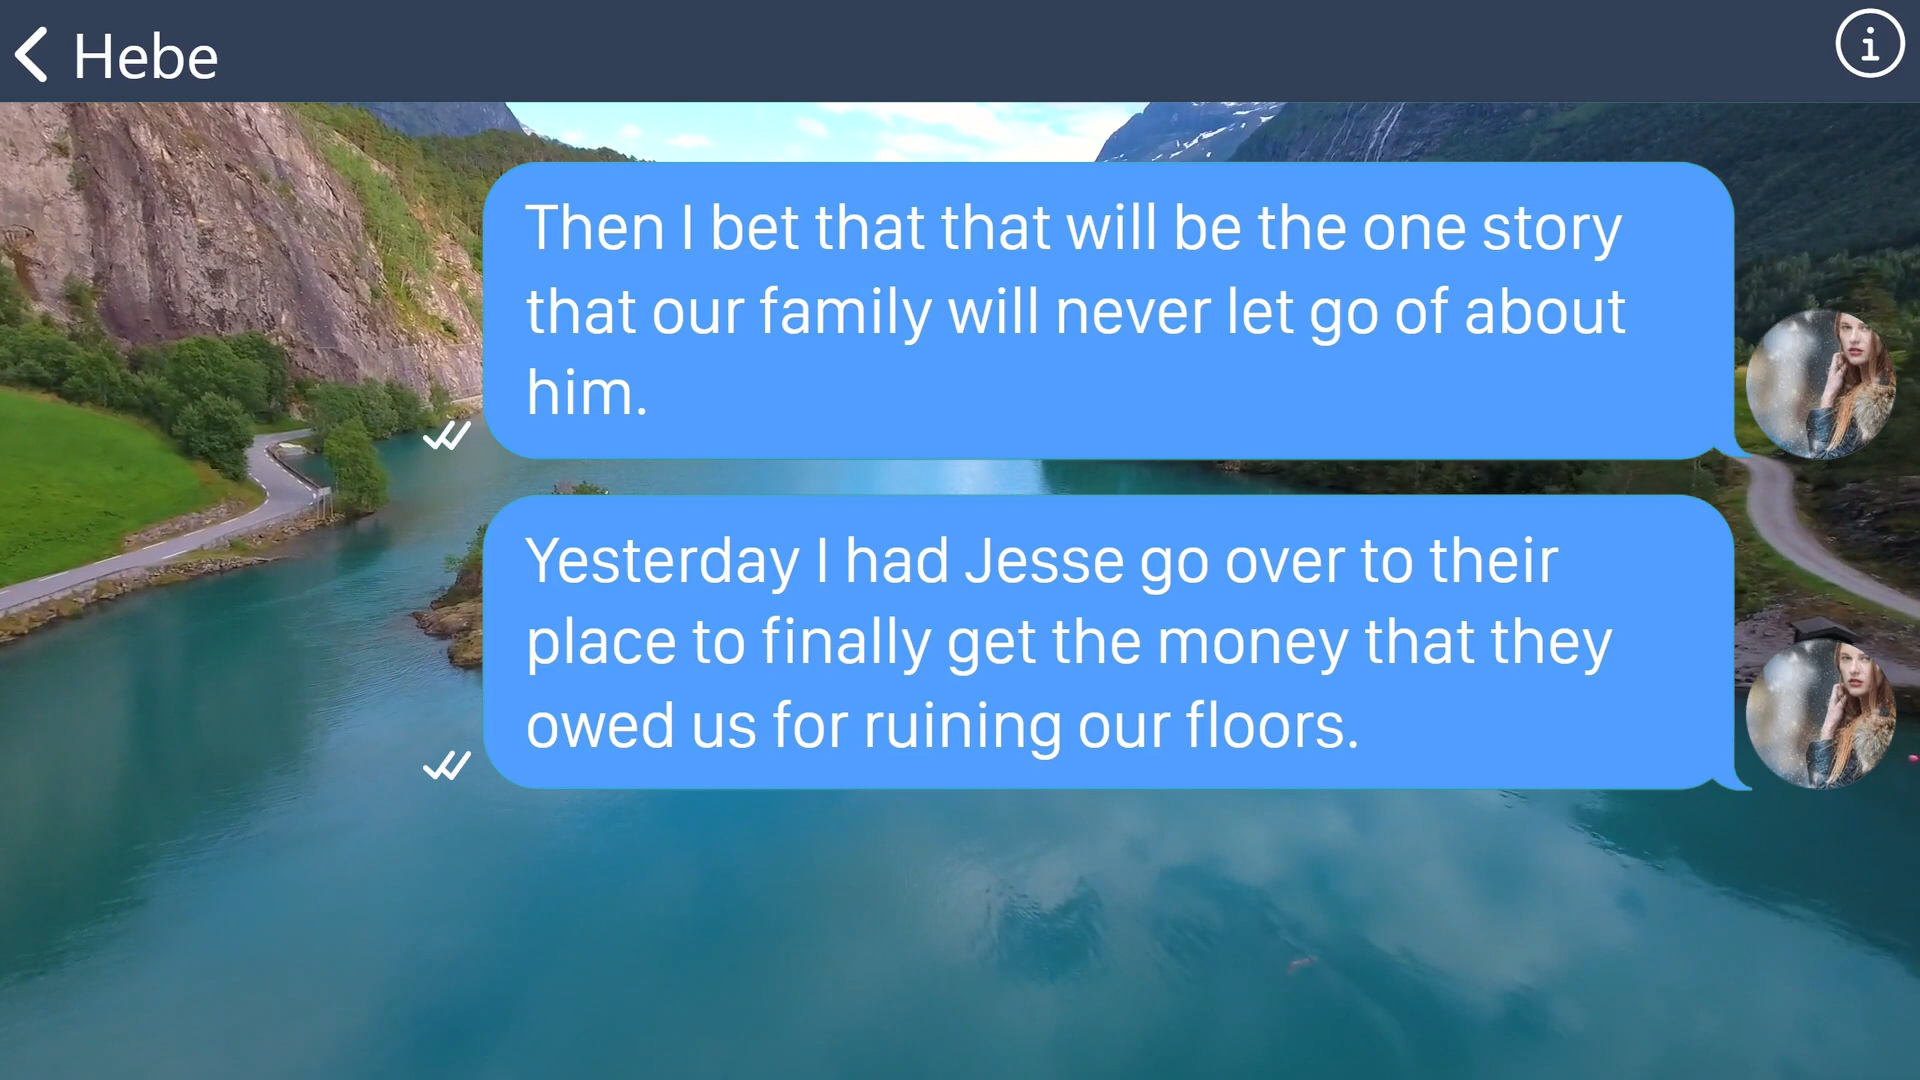 Hebe
Then I bet that that will be the one story
that our family will never let go of about
him.
Yesterday I had Jesse go over to their
place to finally get the money that they
owed us for ruining our floors.